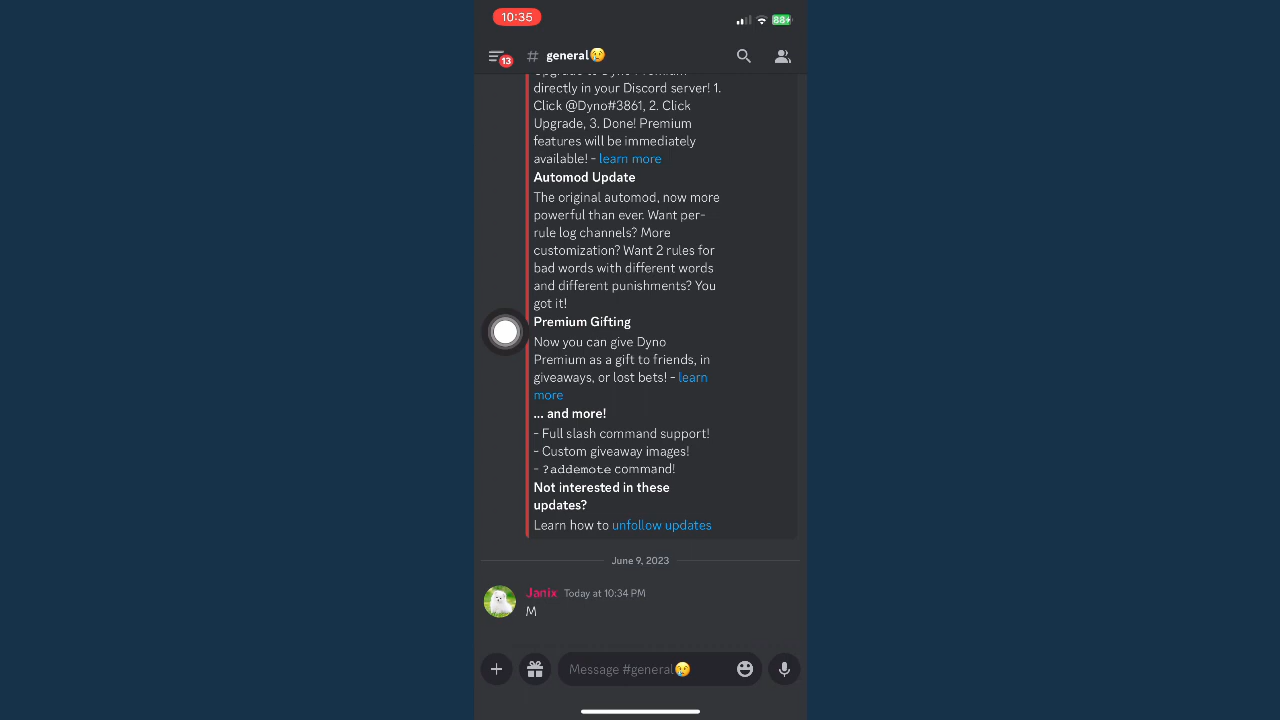 10:35
88+
13
# general😢
Upgrade to Dyno Premium
directly in your Discord server! 1.
Click @Dyno#3861, 2. Click
Upgrade, 3. Done! Premium
features will be immediately
available! - learn more
Automod Update
The original automod, now more
powerful than ever. Want per-
rule log channels? More
customization? Want 2 rules for
bad words with different words
and different punishments? You
got it!
Premium Gifting
Now you can give Dyno
Premium as a gift to friends, in
giveaways, or lost bets! - learn
more
... and more!
- Full slash command support!
- Custom giveaway images!
- ?addemote command!
Not interested in these
updates?
Learn how to unfollow updates
June 9, 2023
Janix Today at 10:34 PM
M
Message #general😢